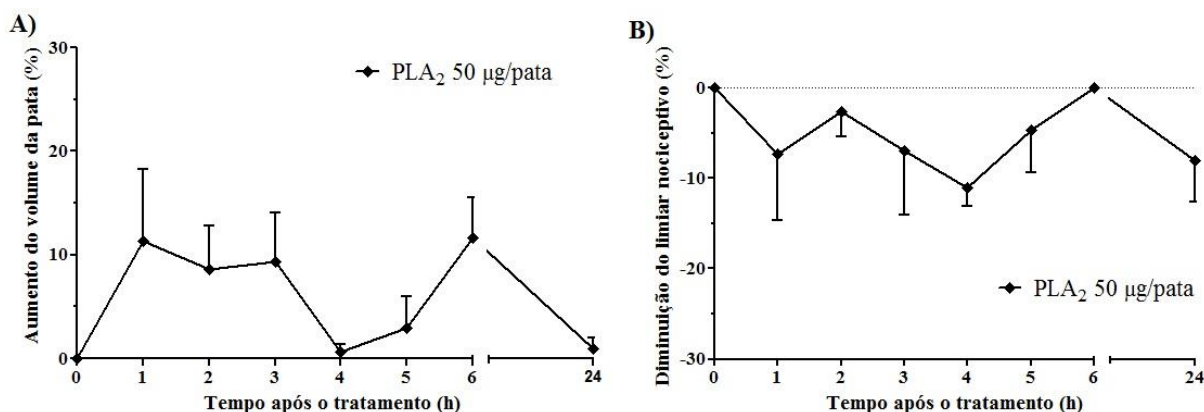 A)
Aumento do volume da pata (%)
30
20
10
0
PLA₂ 50 µg/pata
0 1 2 3 4 5 6 24
Tempo após o tratamento (h)
B)
Diminuição do limiar nociceptivo (%)
0
-10
-20
-30
PLA₂ 50 µg/pata
0 1 2 3 4 5 6 24
Tempo após o tratamento (h)